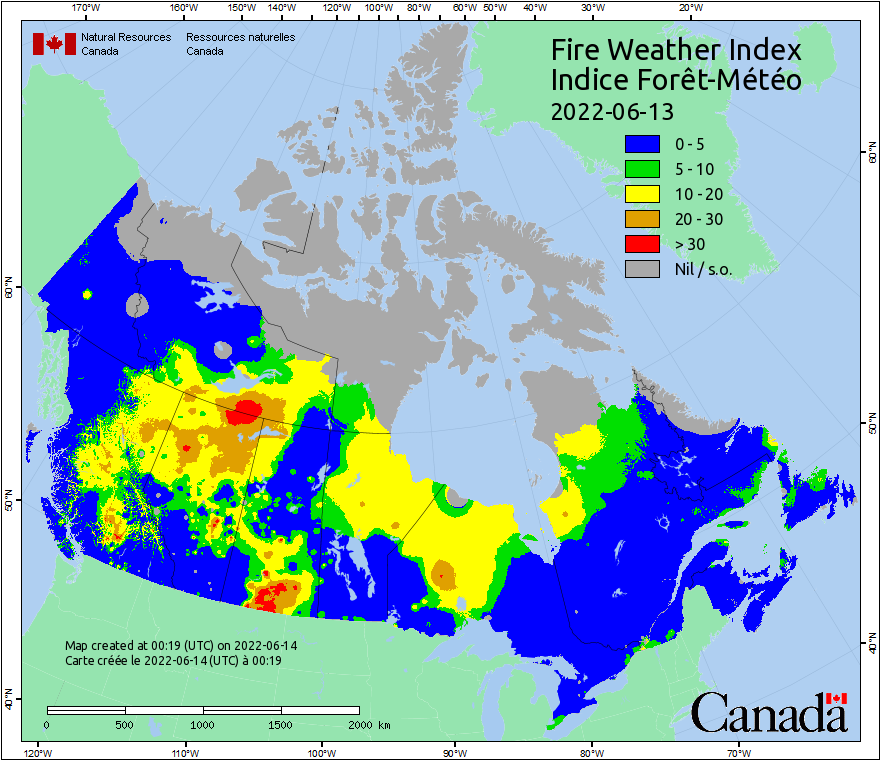 170°W 160°W 150°W 140°W 130°W 120°W 110°W 100°W 90°W 80°W 70°W 60°W 50°W 40°W 30°W 20°W
Natural Resources Canada
Ressources naturelles Canada
Fire Weather Index
Indice Forêt-Météo
2022-06-13
0 - 5
5 - 10
10 - 20
20 - 30
> 30
Nil / s.o.
60°N
60°N
50°N
50°N
40°N
40°N
Map created at 00:19 (UTC) on 2022-06-14
Carte créée le 2022-06-14 (UTC) à 00:19
0 500 1000 1500 2000 km
Canada
120°W 110°W 100°W 90°W 80°W 70°W